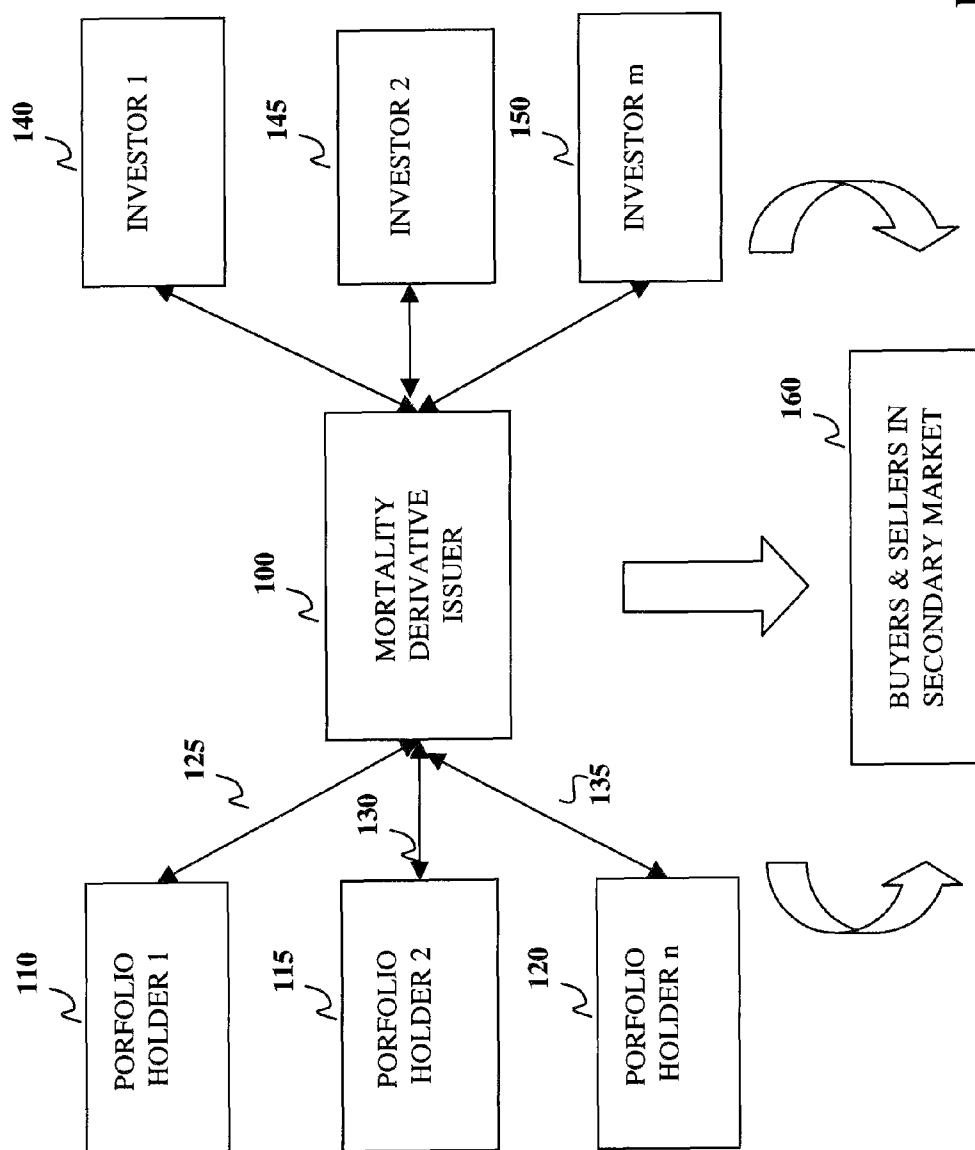 110
PORFOLIO
HOLDER 1
115
PORFOLIO
HOLDER 2
120
PORFOLIO
HOLDER n
125
130
135
100
MORTALITY
DERIVATIVE
ISSUER
140
INVESTOR 1
145
INVESTOR 2
150
INVESTOR m
160
BUYERS & SELLERS IN
SECONDARY MARKET